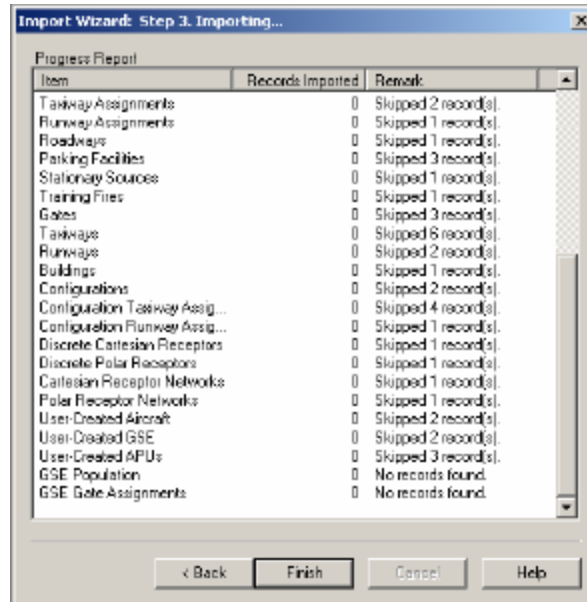 Import Wizard: Step 3. Importing...
Progress Report
Item Records Imported Remark
Taxiway Assignments 0 Skipped 2 record(s).
Runway Assignments 0 Skipped 1 record(s).
Roadways 0 Skipped 1 record(s).
Parking Facilities 0 Skipped 3 record(s).
Stationary Sources 0 Skipped 1 record(s).
Training Fires 0 Skipped 1 record(s).
Gates 0 Skipped 3 record(s).
Taxiways 0 Skipped 6 record(s).
Runways 0 Skipped 2 record(s).
Buildings 0 Skipped 1 record(s).
Configurations 0 Skipped 2 record(s).
Configuration Taxiway Assig... 0 Skipped 4 record(s).
Configuration Runway Assig... 0 Skipped 1 record(s).
Discrete Cartesian Receptors 0 Skipped 1 record(s).
Discrete Polar Receptors 0 Skipped 1 record(s).
Cartesian Receptor Networks 0 Skipped 1 record(s).
Polar Receptor Networks 0 Skipped 1 record(s).
User-Created Aircraft 0 Skipped 2 record(s).
User-Created GSE 0 Skipped 2 record(s).
User-Created APUs 0 Skipped 3 record(s).
GSE Population 0 No records found.
GSE Gate Assignments 0 No records found.
< Back Finish Cancel Help